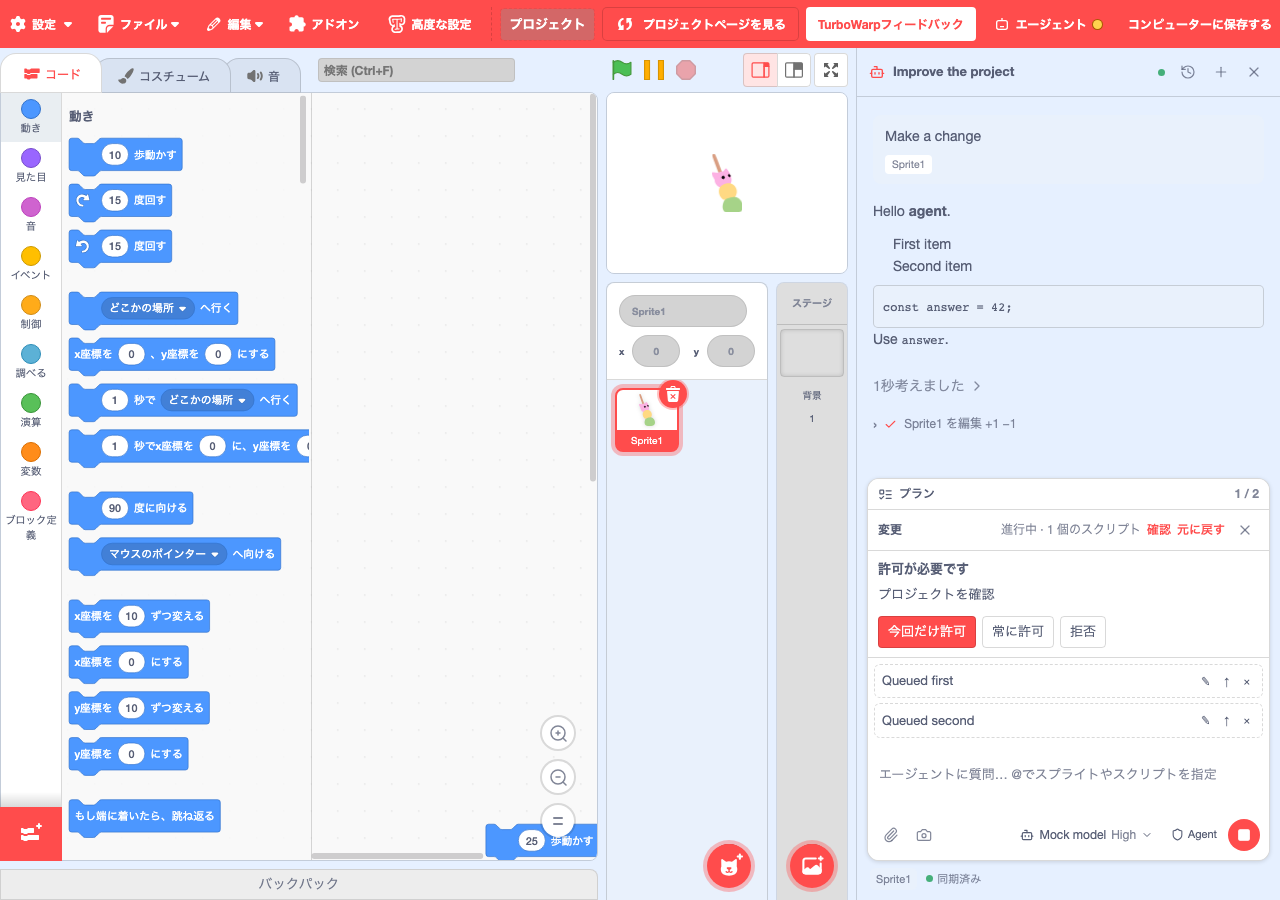 設定 ファイル 編集 アドオン 高度な設定 プロジェクト プロジェクトページを見る TurboWarpフィードバック エージェント コンピューターに保存する
コード コスチューム 音 検索 (Ctrl+F)
動き
見た目
音
イベント
制御
調べる
演算
変数
ブロック定義
動き
10 歩動かす
15 度回す
15 度回す
どこかの場所 へ行く
x座標を 0 、y座標を 0 にする
1 秒で どこかの場所 へ行く
1 秒でx座標を 0 に、y座標を
90 度に向ける
マウスのポインター へ向ける
x座標を 10 ずつ変える
x座標を 0 にする
y座標を 10 ずつ変える
y座標を 0 にする
もし端に着いたら、跳ね返る
25 歩動かす
バックパック
Sprite1
x 0 y 0
Sprite1
ステージ
背景
1
Improve the project
Make a change
Sprite1
Hello agent.
First item
Second item
const answer = 42;
Use answer.
1秒考えました
Sprite1 を編集 +1 −1
プラン 1 / 2
変更 進行中 · 1 個のスクリプト 確認 元に戻す
許可が必要です
プロジェクトを確認
今回だけ許可 常に許可 拒否
Queued first
Queued second
エージェントに質問... @でスプライトやスクリプトを指定
Mock model High Agent
Sprite1 同期済み